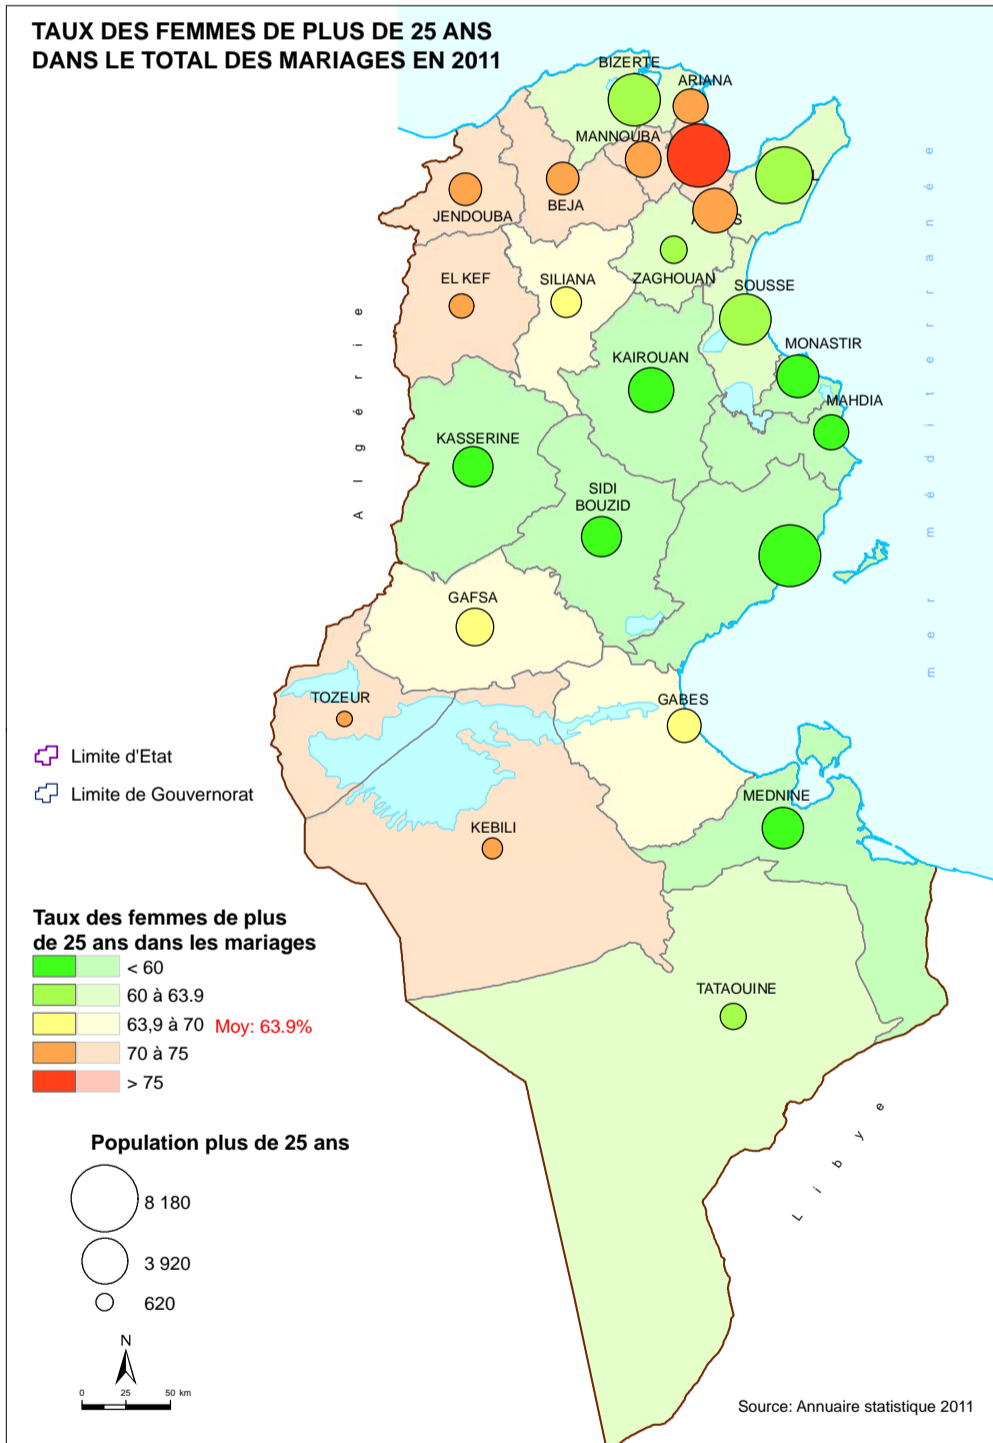 TAUX DES FEMMES DE PLUS DE 25 ANS
DANS LE TOTAL DES MARIAGES EN 2011
BIZERTE
ARIANA
MANNOUBA
BEJA
JENDOUBA
EL KEF
SILIANA
ZAGHOUAN
SOUSSE
KAIROUAN
MONASTIR
MAHDIA
KASSERINE
SIDI
BOUZID
GAFSA
TOZEUR
GABES
KEBILI
MEDNINE
TATAOUINE
Algérie
mer méditerranée
Libye
Limite d'Etat
Limite de Gouvernorat
Taux des femmes de plus
de 25 ans dans les mariages
< 60
60 à 63.9
63,9 à 70 Moy: 63.9%
70 à 75
> 75
Population plus de 25 ans
8 180
3 920
620
N
0 25 50 km
Source: Annuaire statistique 2011